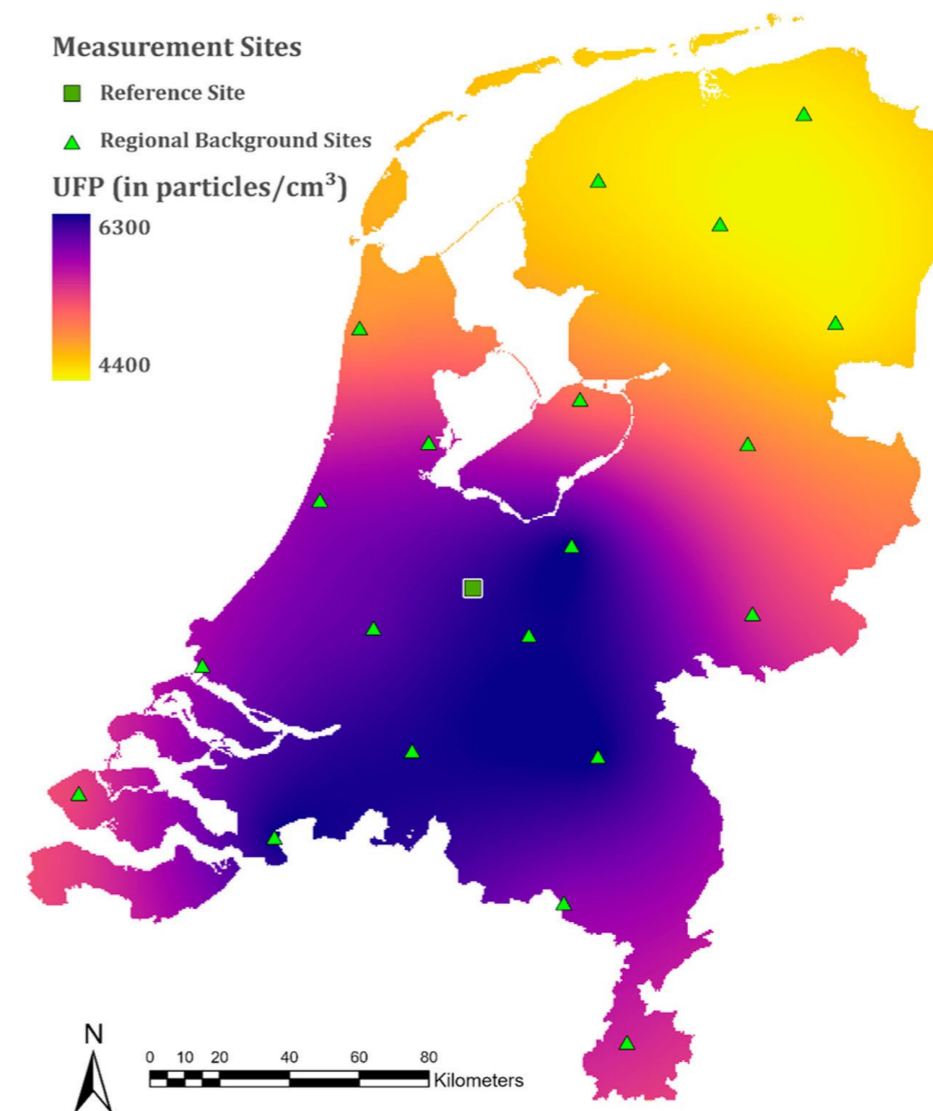 Measurement Sites
Reference Site
Regional Background Sites
UFP (in particles/cm³)
6300
4400
N
0 10 20 40 60 80
Kilometers